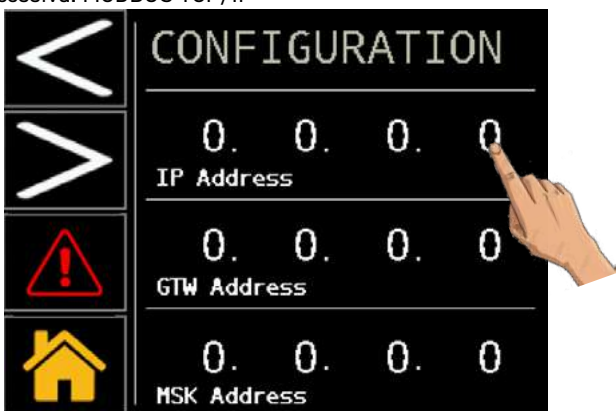 CONFIGURATION
0. 0. 0. 0
IP Address
0. 0. 0. 0
GTW Address
0. 0. 0. 0
MSK Address